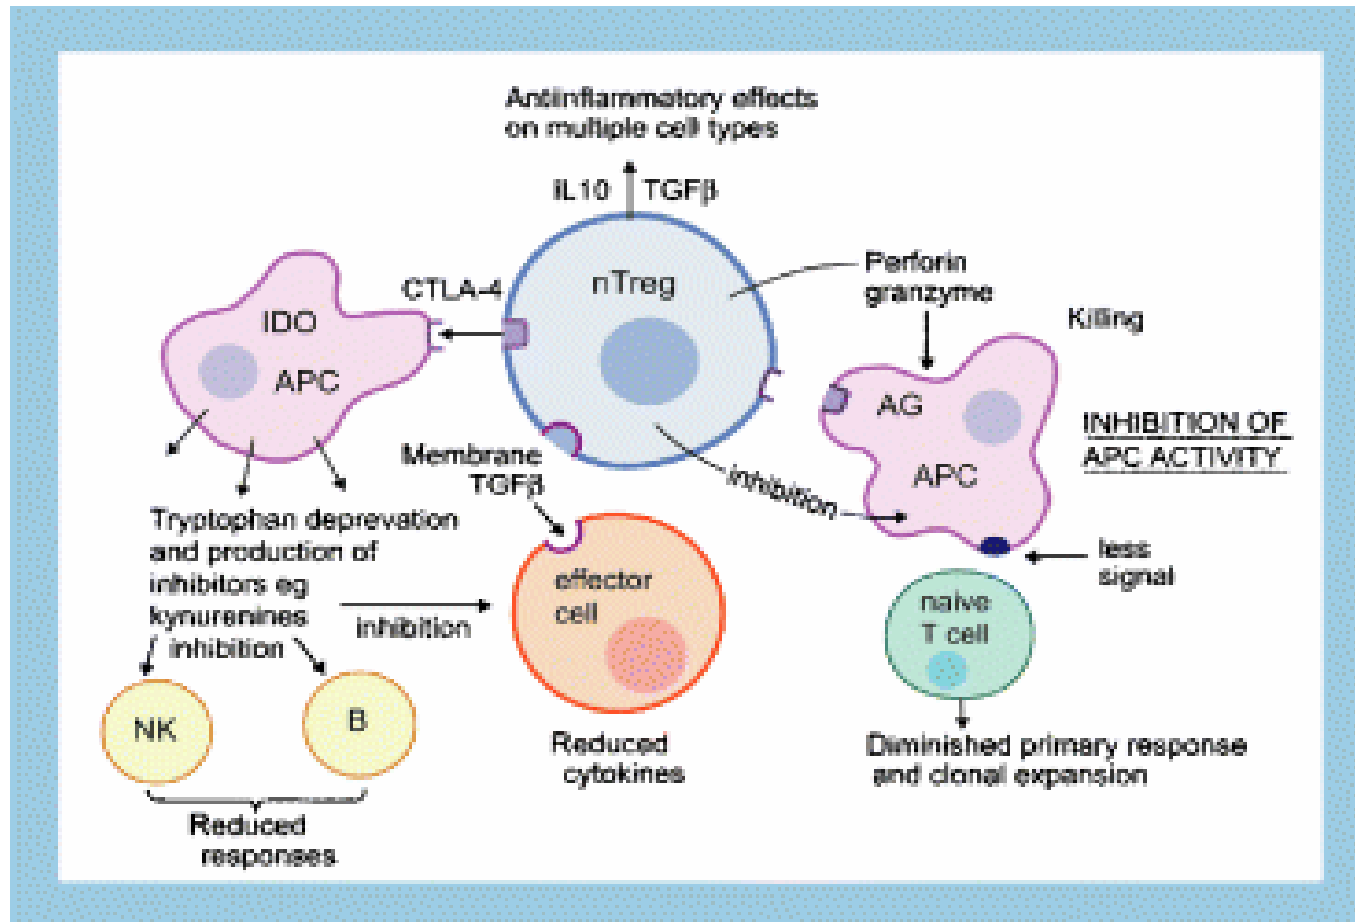 Antiinflammatory effects
on multiple cell types
iL10 TGFβ
nTreg
CTLA-4
IDO
APC
Perforin
granzyme
Killing
AG
APC
INHIBITION OF
APC ACTIVITY
inhibition
less
signal
Membrane
TGFβ
Tryptophan deprevation
and production of
inhibitors eg
kynurenines
inhibition
inhibition
effector
cell
naive
T cell
NK
B
Reduced
cytokines
Diminished primary response
and clonal expansion
Reduced
responses